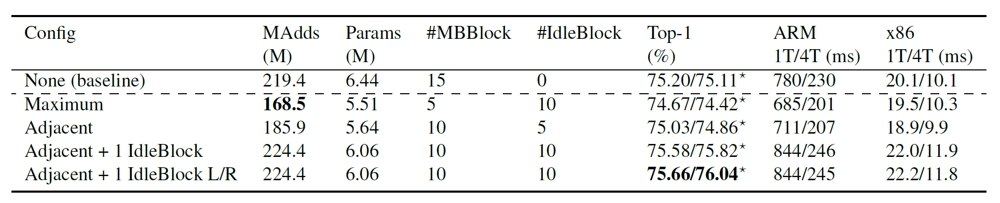 Config MAdds Params #MBBlock #IdleBlock Top-1 ARM x86
(M) (M) (%) 1T/4T (ms) 1T/4T (ms)
None (baseline) 219.4 6.44 15 0 75.20/75.11⋆ 780/230 20.1/10.1
Maximum 168.5 5.51 5 10 74.67/74.42⋆ 685/201 19.5/10.3
Adjacent 185.9 5.64 10 5 75.03/74.86⋆ 711/207 18.9/9.9
Adjacent + 1 IdleBlock 224.4 6.06 10 10 75.58/75.82⋆ 844/246 22.0/11.9
Adjacent + 1 IdleBlock L/R 224.4 6.06 10 10 75.66/76.04⋆ 844/245 22.2/11.8